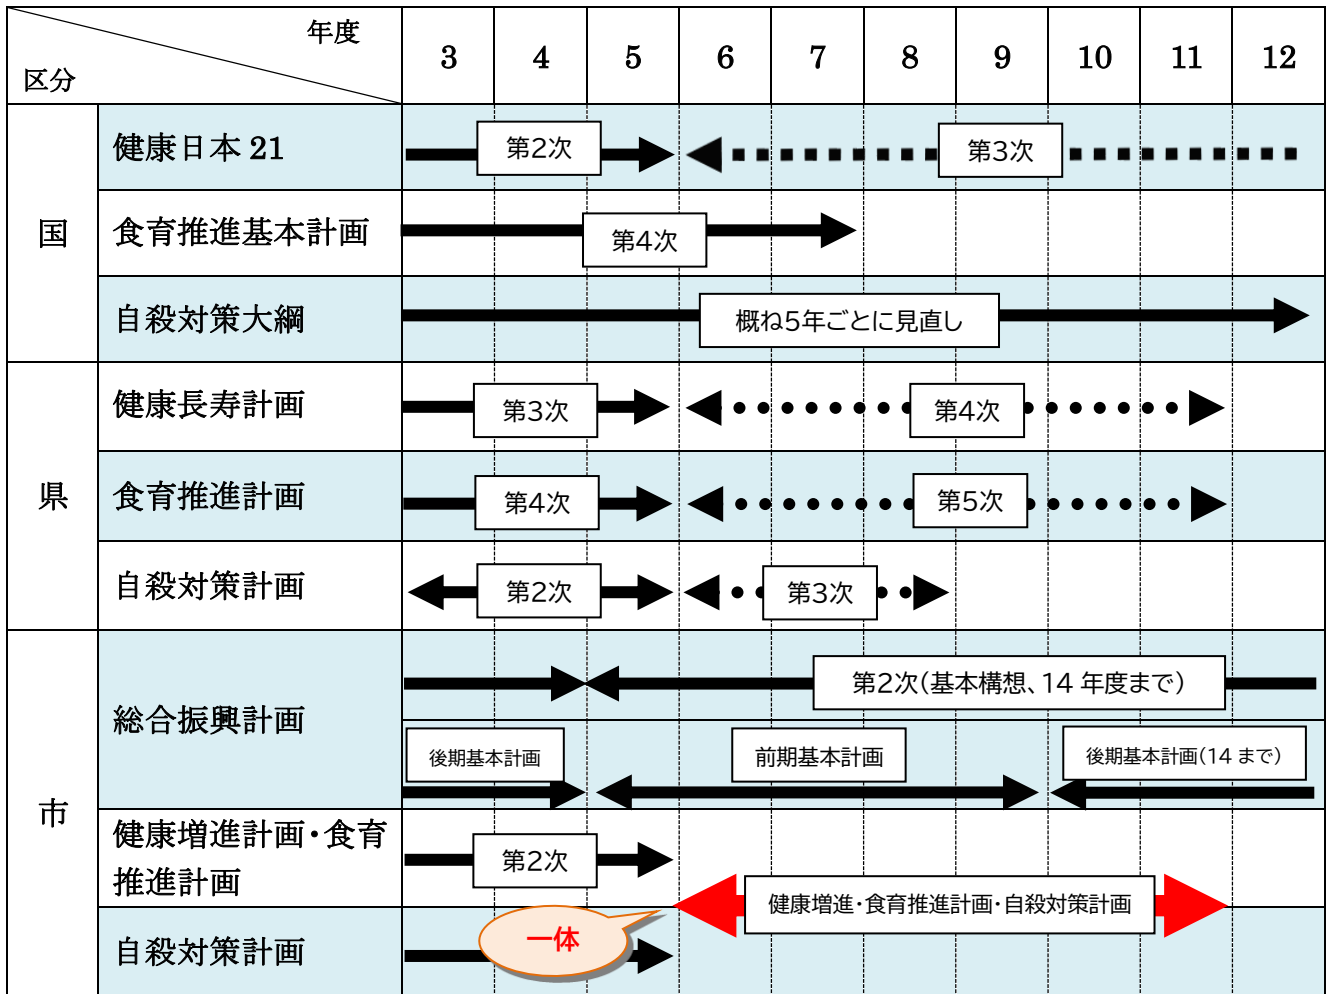 年度
区分
3 4 5 6 7 8 9 10 11 12
国
健康日本 21
第2次
第3次
食育推進基本計画
第4次
自殺対策大綱
概ね5年ごとに見直し
県
健康長寿計画
第3次
第4次
食育推進計画
第4次
第5次
自殺対策計画
第2次
第3次
市
総合振興計画
第2次(基本構想、14 年度まで)
後期基本計画
前期基本計画
後期基本計画(14 まで)
健康増進計画・食育
推進計画
第2次
健康増進・食育推進計画・自殺対策計画
一体
自殺対策計画